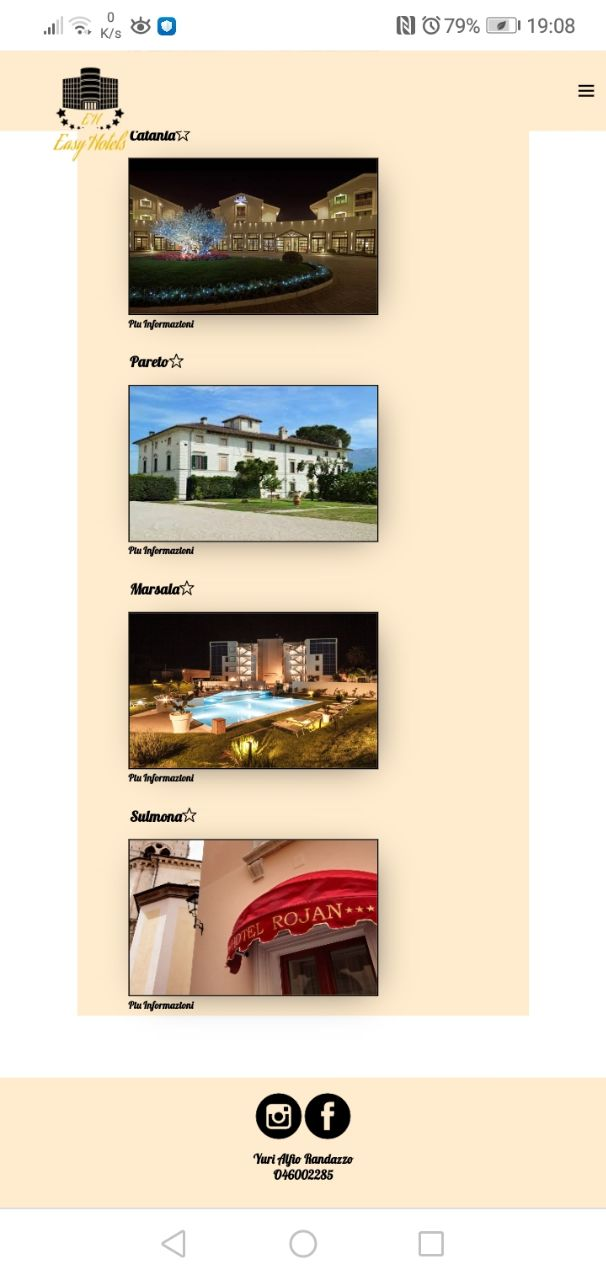 0
K/s
79%
19:08
EH
Easy Hotels
Catania☆
Piu Informazioni
Pareto☆
Piu Informazioni
Marsala☆
Piu Informazioni
Sulmona☆
HOTEL ROJAN★★★
Piu Informazioni
Yuri Alfio Randazzo
O46002285